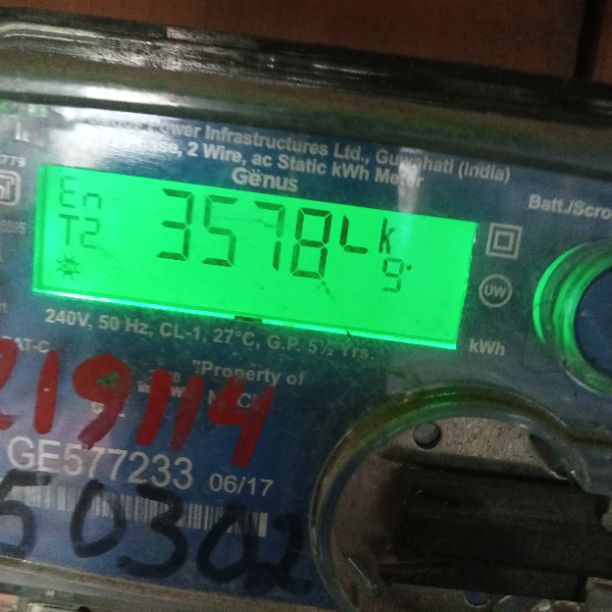 Power Infrastructures Ltd., Guwahati (India)
2 Wire, ac Static kWh Meter
Genus
Batt./Scro
En
T2
3578
k
UW
240V, 50 Hz, CL-1, 27°C, G.P. 5½ Yrs.
kWh
"Property of
219114
GE577233 06/17
50302